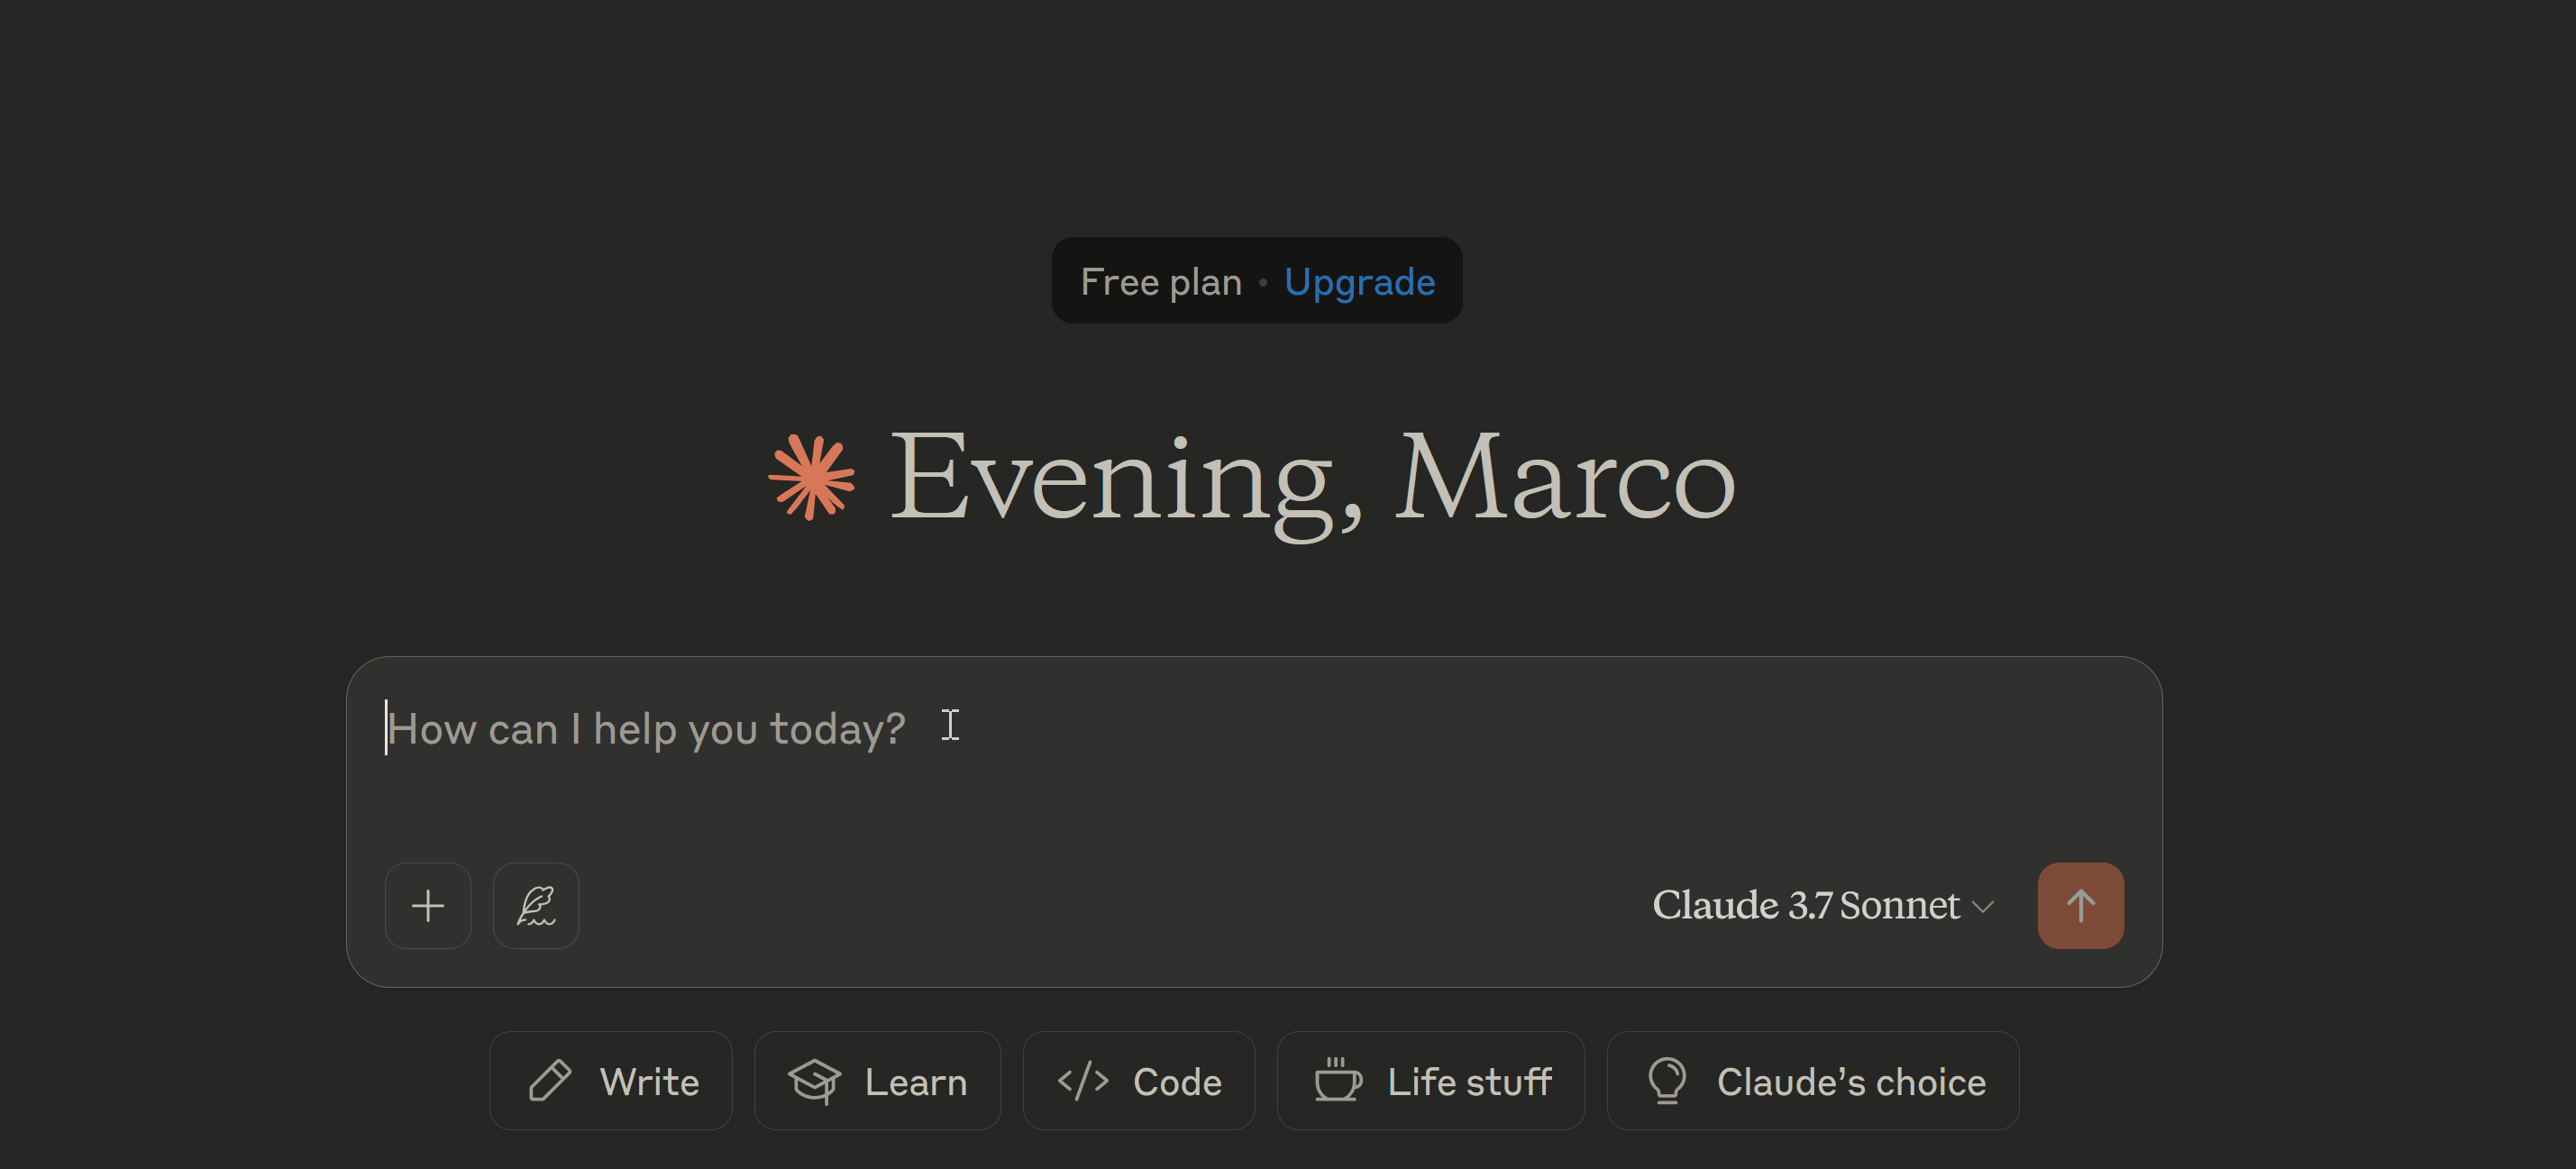 Free plan • Upgrade
Evening, Marco
How can I help you today?
Claude 3.7 Sonnet
Write
Learn
Code
Life stuff
Claude’s choice